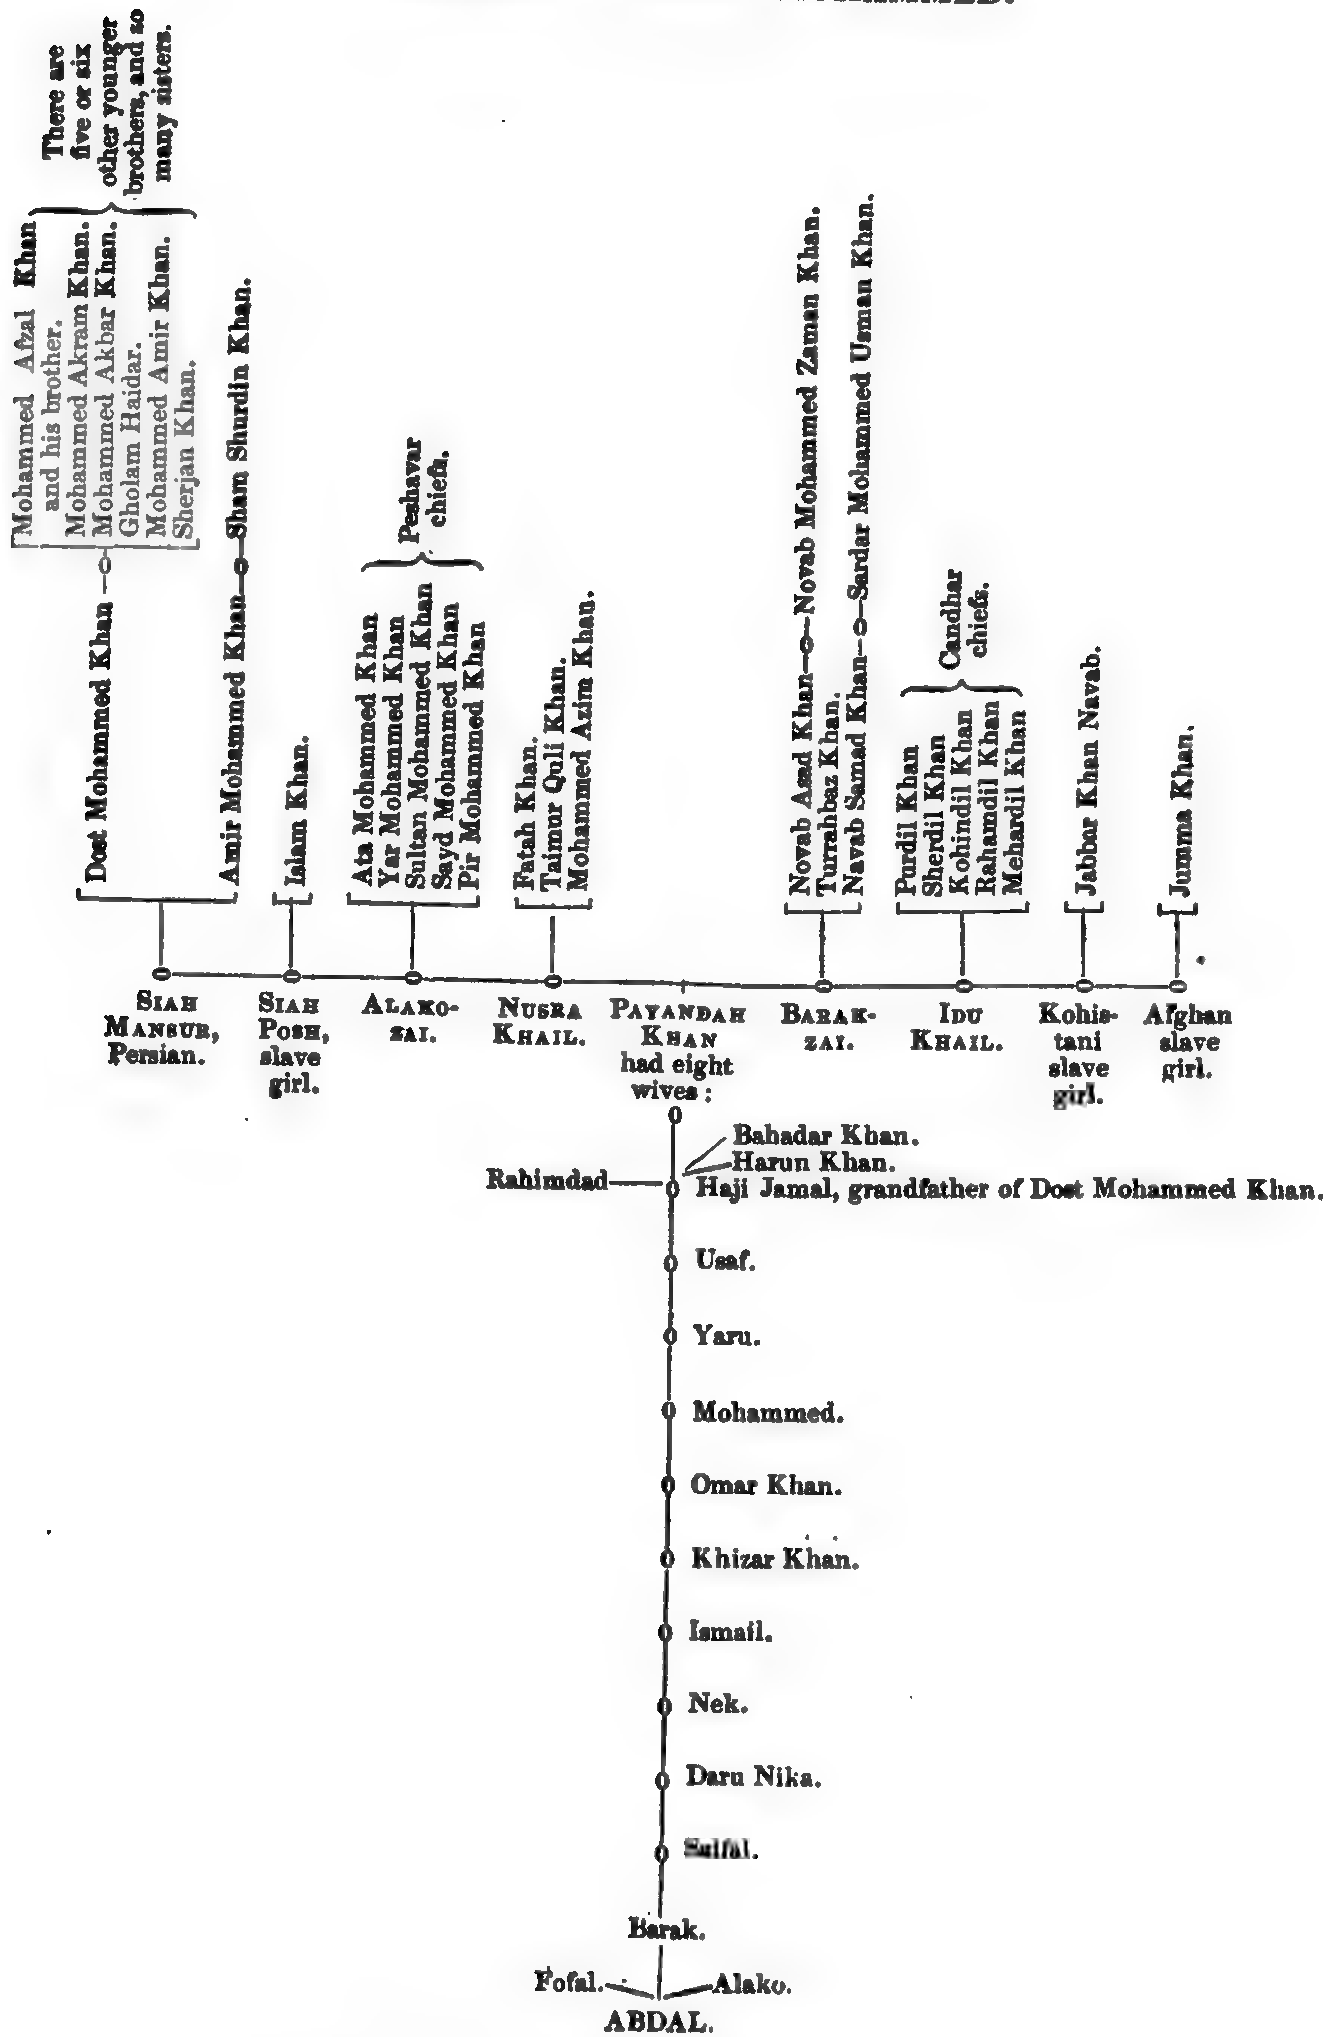 There are
five or six
other younger
brothers, and so
many sisters.
Mohammed Afzal Khan
and his brother.
Mohammed Akram Khan.
Mohammed Akbar Khan.
Gholam Haidar.
Mohammed Amir Khan.
Sherjan Khan.
Dost Mohammed Khan
Amir Mohammed Khan
Sham Shurdin Khan.
Islam Khan.
Peshavar
chiefs.
Ata Mohammed Khan
Yar Mohammed Khan
Sultan Mohammed Khan
Sayd Mohammed Khan
Pir Mohammed Khan
Fatah Khan.
Taimur Quli Khan.
Mohammed Azim Khan.
Novab Asad Khan
Novab Mohammed Zaman Khan.
Turrahbaz Khan.
Navab Samad Khan
Sardar Mohammed Usman Khan.
Candhar
chiefs.
Purdil Khan
Sherdil Khan
Kohindil Khan
Rahamdil Khan
Mehardil Khan
Jabbar Khan Navab.
Jumma Khan.
SIAH
MANSUR,
Persian.
SIAH
POSH,
slave
girl.
ALAKO-
ZAI.
NUSRA
KHAIL.
PAYANDAH
KHAN
had eight
wives:
BARAK-
ZAI.
IDU
KHAIL.
Kohis-
tani
slave
girl.
Afghan
slave
girl.
Bahadar Khan.
Harun Khan.
Rahimdad
Haji Jamal, grandfather of Dost Mohammed Khan.
Usaf.
Yaru.
Mohammed.
Omar Khan.
Khizar Khan.
Ismail.
Nek.
Daru Nika.
Barak.
Fofal.
Alako.
ABDAL.